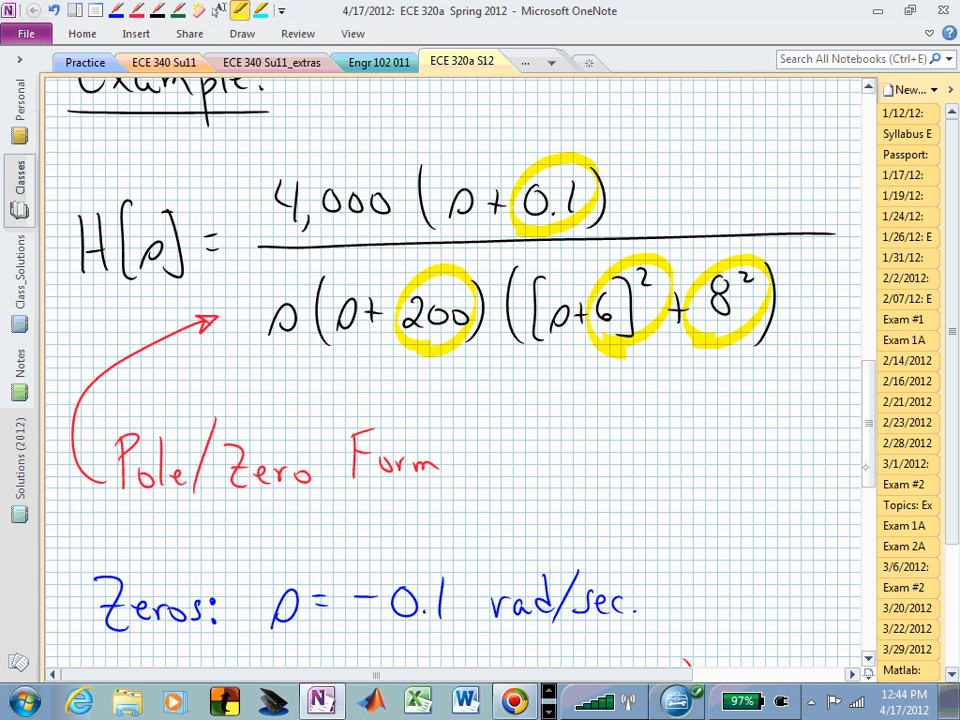 4/17/2012: ECE 320a Spring 2012 - Microsoft OneNote
File Home Insert Share Draw Review View
Practice ECE 340 Su11 ECE 340 Su11_extras Engr 102 011 ECE 320a S12 ...
Search All Notebooks (Ctrl+E)
Personal
Classes
Class_Solutions
Notes
Solutions (2012)
Example:
H[s] = 4,000 (s + 0.1)
s (s + 200) ([s+6]² + 8²)
Pole/Zero Form
Zeros: s = -0.1 rad/sec.
New...
1/12/12:
Syllabus E
Passport:
1/17/12:
1/19/12:
1/24/12:
1/26/12: E
1/31/12:
2/2/2012:
2/07/12: E
Exam #1
Exam 1A
2/14/2012
2/16/2012
2/21/2012
2/23/2012
2/28/2012
3/1/2012:
Exam #2
Topics: Ex
Exam 1A
Exam 2A
3/6/2012:
Exam #2
3/20/2012
3/22/2012
3/29/2012
Matlab:
97%
12:44 PM
4/17/2012